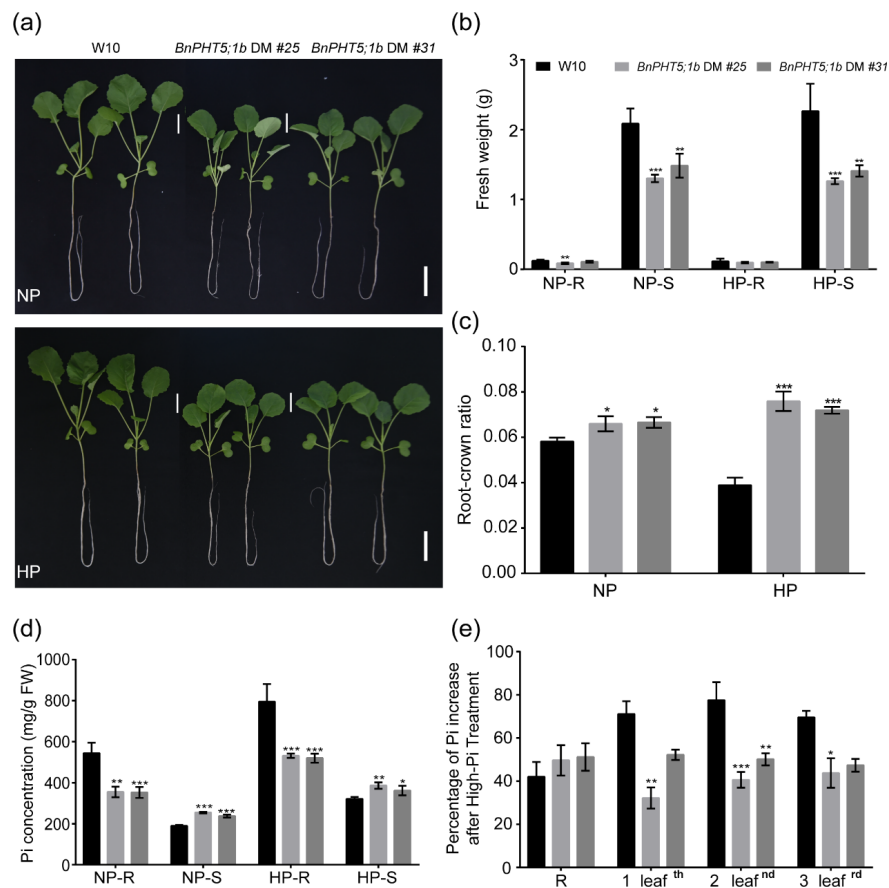 (a)
W10
BnPHT5;1b DM #25
BnPHT5;1b DM #31
NP
HP
(b)
W10
BnPHT5;1b DM #25
BnPHT5;1b DM #31
Fresh weight (g)
3
2
1
0
**
***
**
***
**
NP-R
NP-S
HP-R
HP-S
(c)
Root-crown ratio
0.10
0.08
0.06
0.04
0.02
0.00
*
*
***
***
NP
HP
(d)
Pi concentration (mg/g FW)
1000
800
600
400
200
0
**
***
***
***
***
***
**
*
NP-R
NP-S
HP-R
HP-S
(e)
Percentage of Pi increase
after High-Pi Treatment
100
80
60
40
20
0
**
***
**
*
R
1 leaf th
2 leaf nd
3 leaf rd